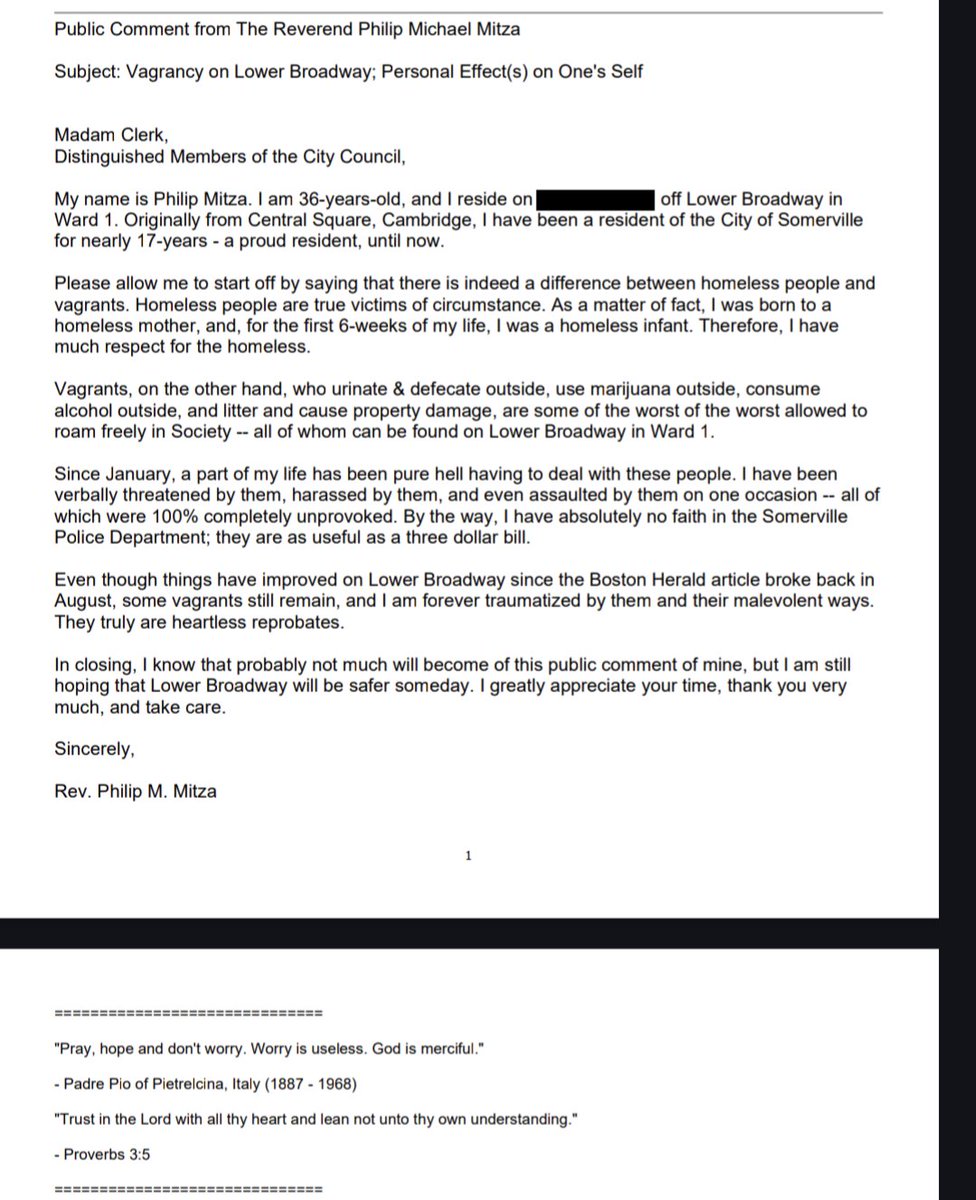 Public Comment from The Reverend Philip Michael Mitza
Subject: Vagrancy on Lower Broadway; Personal Effect(s) on One's Self
Madam Clerk,
Distinguished Members of the City Council,
My name is Philip Mitza. I am 36-years-old, and I reside on off Lower Broadway in
Ward 1. Originally from Central Square, Cambridge, I have been a resident of the City of Somerville
for nearly 17-years - a proud resident, until now.
Please allow me to start off by saying that there is indeed a difference between homeless people and
vagrants. Homeless people are true victims of circumstance. As a matter of fact, I was born to a
homeless mother, and, for the first 6-weeks of my life, I was a homeless infant. Therefore, I have
much respect for the homeless.
Vagrants, on the other hand, who urinate & defecate outside, use marijuana outside, consume
alcohol outside, and litter and cause property damage, are some of the worst of the worst allowed to
roam freely in Society -- all of whom can be found on Lower Broadway in Ward 1.
Since January, a part of my life has been pure hell having to deal with these people. I have been
verbally threatened by them, harassed by them, and even assaulted by them on one occasion -- all of
which were 100% completely unprovoked. By the way, I have absolutely no faith in the Somerville
Police Department; they are as useful as a three dollar bill.
Even though things have improved on Lower Broadway since the Boston Herald article broke back in
August, some vagrants still remain, and I am forever traumatized by them and their malevolent ways.
They truly are heartless reprobates.
In closing, I know that probably not much will become of this public comment of mine, but I am still
hoping that Lower Broadway will be safer someday. I greatly appreciate your time, thank you very
much, and take care.
Sincerely,
Rev. Philip M. Mitza
1
==============================
"Pray, hope and don't worry. Worry is useless. God is merciful."
- Padre Pio of Pietrelcina, Italy (1887 - 1968)
"Trust in the Lord with all thy heart and lean not unto thy own understanding."
- Proverbs 3:5
==============================